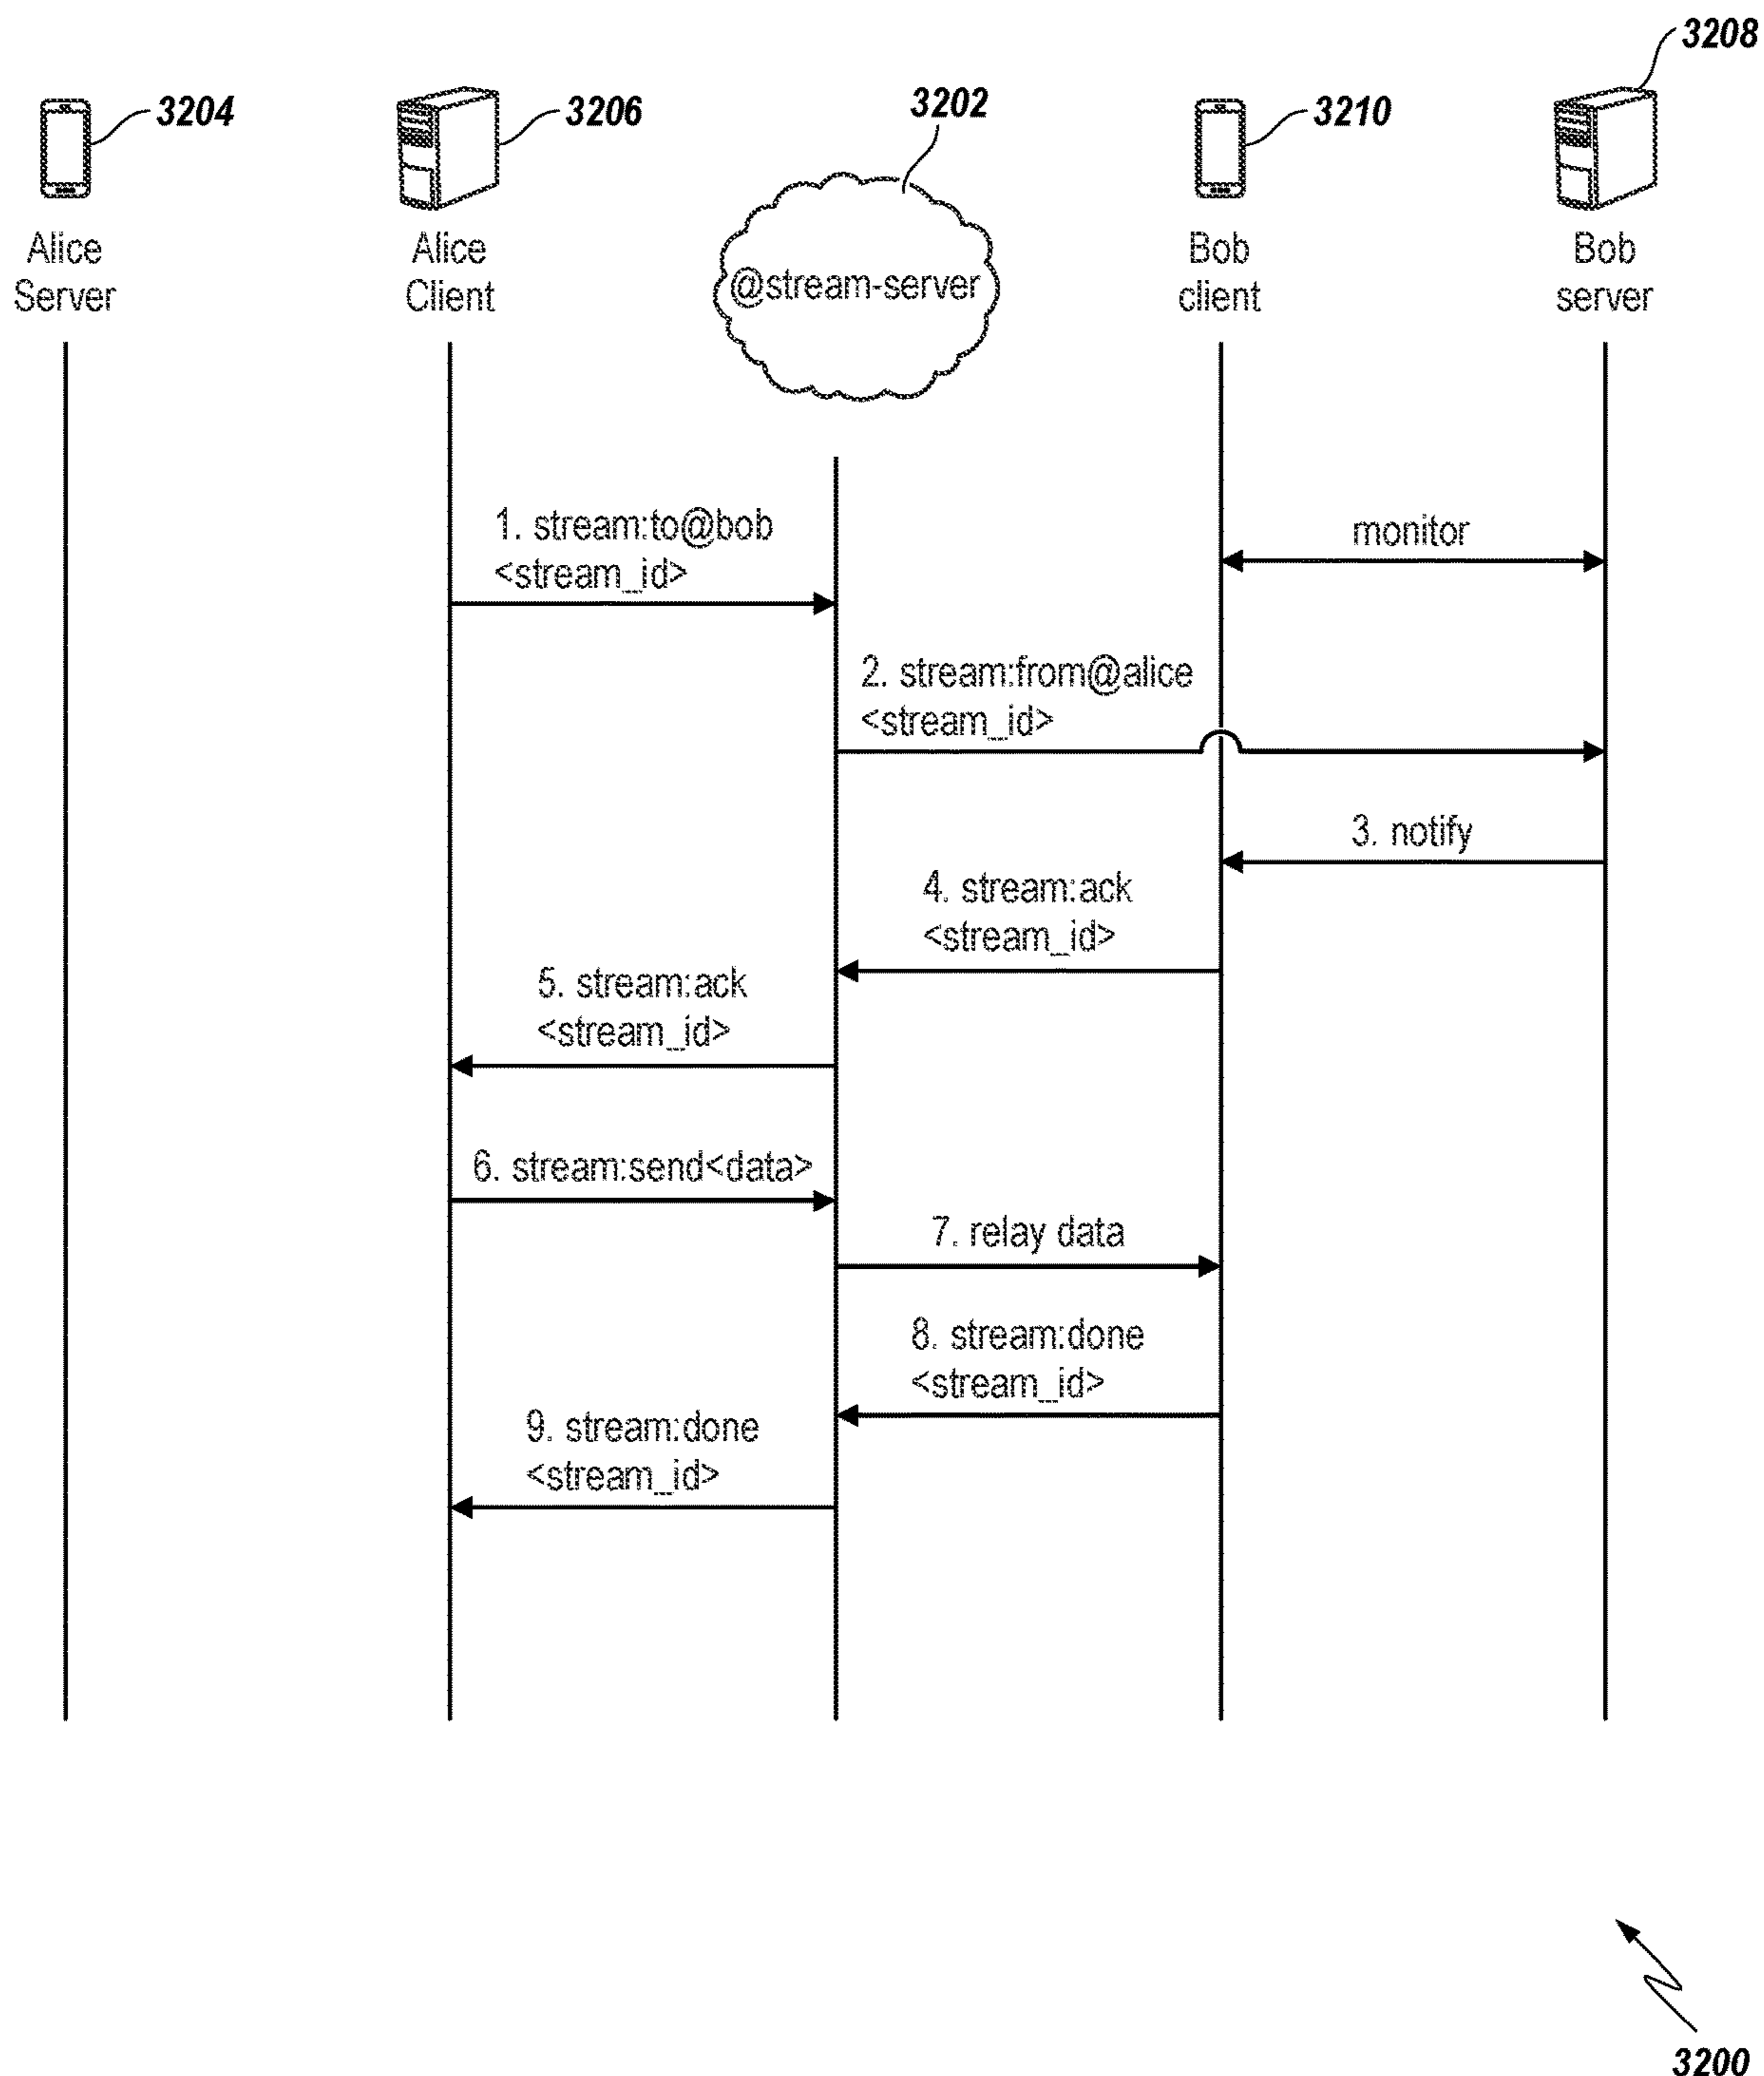 3208
3204
3206
3202
3210
Alice
Server
Alice
Client
@stream-server
Bob
client
Bob
server
1. stream:to@bob
<stream_id>
monitor
2. stream:from@alice
<stream_id>
3. notify
4. stream:ack
<stream_id>
5. stream:ack
<stream_id>
6. stream:send<data>
7. relay data
8. stream:done
<stream_id>
9. stream:done
<stream_id>
3200